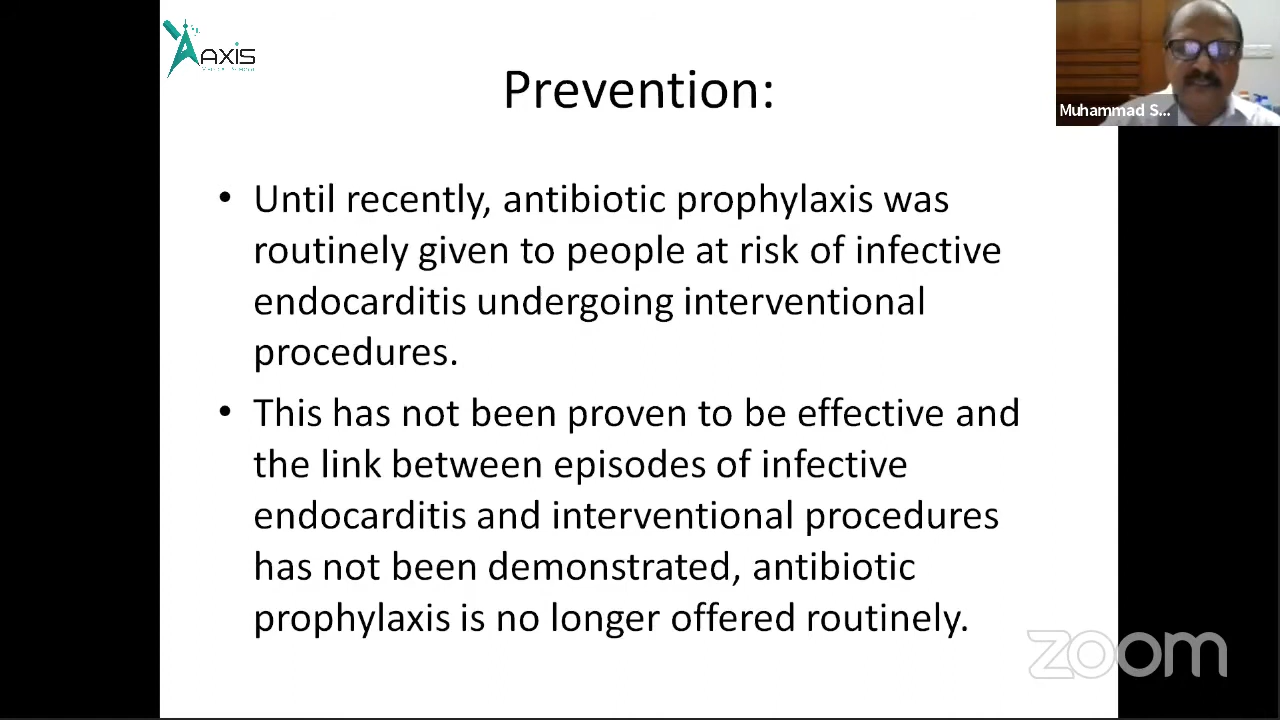 AAXIS
Prevention:
Muhammad S...
• Until recently, antibiotic prophylaxis was
routinely given to people at risk of infective
endocarditis undergoing interventional
procedures.
• This has not been proven to be effective and
the link between episodes of infective
endocarditis and interventional procedures
has not been demonstrated, antibiotic
prophylaxis is no longer offered routinely.
zoom